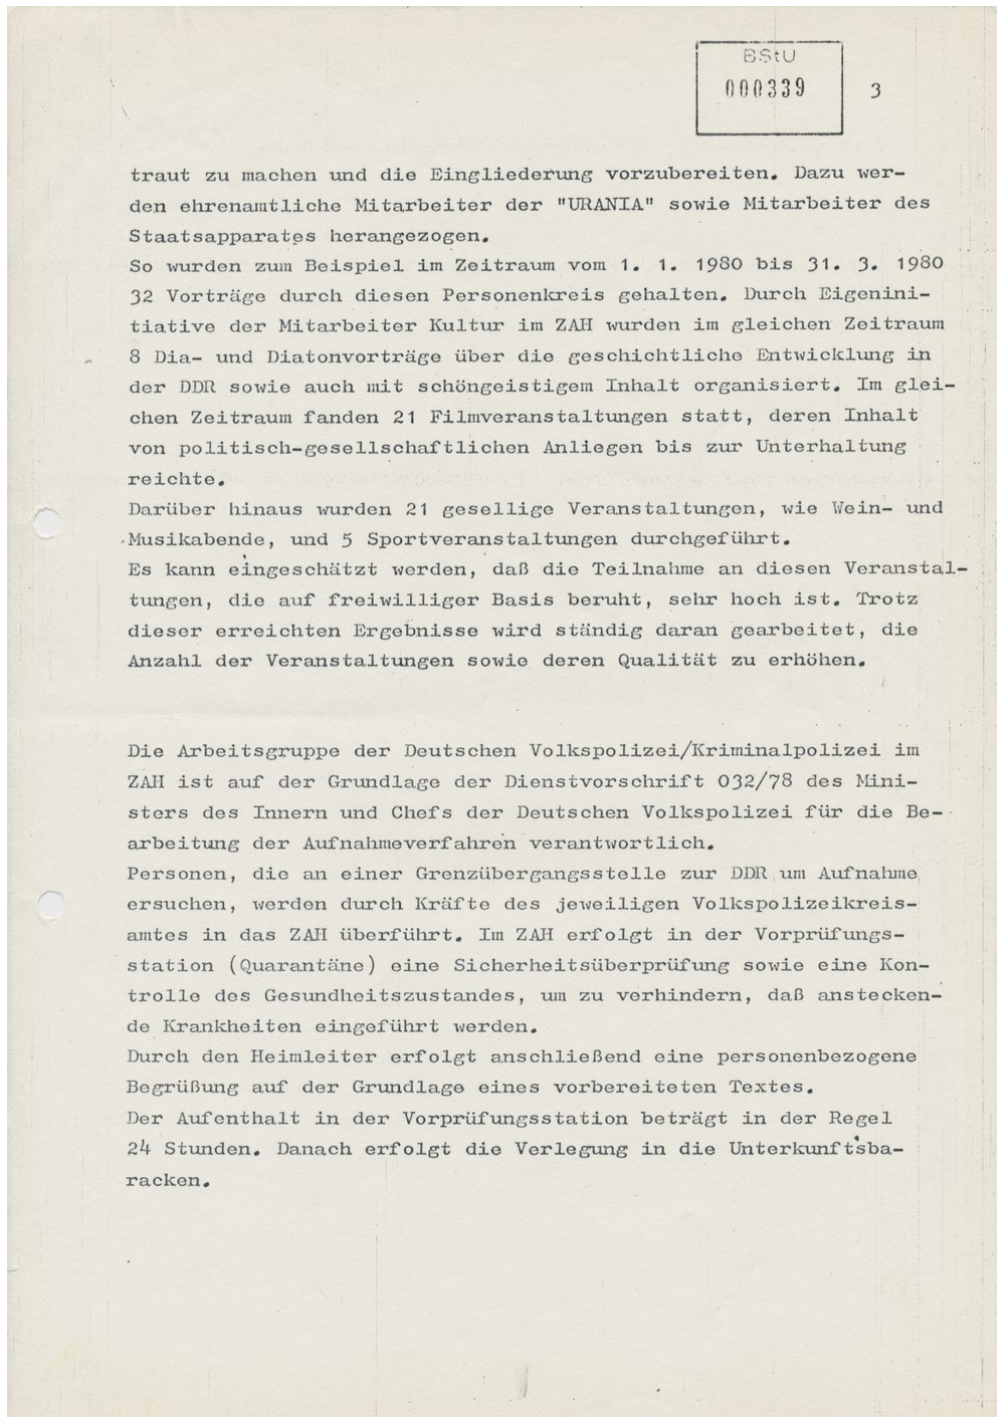 BStU
000339
3
traut zu machen und die Eingliederung vorzubereiten. Dazu wer-
den ehrenamtliche Mitarbeiter der "URANIA" sowie Mitarbeiter des
Staatsapparates herangezogen.
So wurden zum Beispiel im Zeitraum vom 1. 1. 1980 bis 31. 3. 1980
32 Vorträge durch diesen Personenkreis gehalten. Durch Eigenini-
tiative der Mitarbeiter Kultur im ZAH wurden im gleichen Zeitraum
8 Dia- und Diatonvorträge über die geschichtliche Entwicklung in
der DDR sowie auch mit schöngeistigem Inhalt organisiert. Im glei-
chen Zeitraum fanden 21 Filmveranstaltungen statt, deren Inhalt
von politisch-gesellschaftlichen Anliegen bis zur Unterhaltung
reichte.
Darüber hinaus wurden 21 gesellige Veranstaltungen, wie Wein- und
Musikabende, und 5 Sportveranstaltungen durchgeführt.
Es kann eingeschätzt werden, daß die Teilnahme an diesen Veranstal-
tungen, die auf freiwilliger Basis beruht, sehr hoch ist. Trotz
dieser erreichten Ergebnisse wird ständig daran gearbeitet, die
Anzahl der Veranstaltungen sowie deren Qualität zu erhöhen.
Die Arbeitsgruppe der Deutschen Volkspolizei/Kriminalpolizei im
ZAH ist auf der Grundlage der Dienstvorschrift 032/78 des Mini-
sters des Innern und Chefs der Deutschen Volkspolizei für die Be-
arbeitung der Aufnahmeverfahren verantwortlich.
Personen, die an einer Grenzübergangsstelle zur DDR um Aufnahme
ersuchen, werden durch Kräfte des jeweiligen Volkspolizeikreis-
amtes in das ZAH überführt. Im ZAH erfolgt in der Vorprüfungs-
station (Quarantäne) eine Sicherheitsüberprüfung sowie eine Kon-
trolle des Gesundheitszustandes, um zu verhindern, daß anstecken-
de Krankheiten eingeführt werden.
Durch den Heimleiter erfolgt anschließend eine personenbezogene
Begrüßung auf der Grundlage eines vorbereiteten Textes.
Der Aufenthalt in der Vorprüfungsstation beträgt in der Regel
24 Stunden. Danach erfolgt die Verlegung in die Unterkunftsba-
racken.